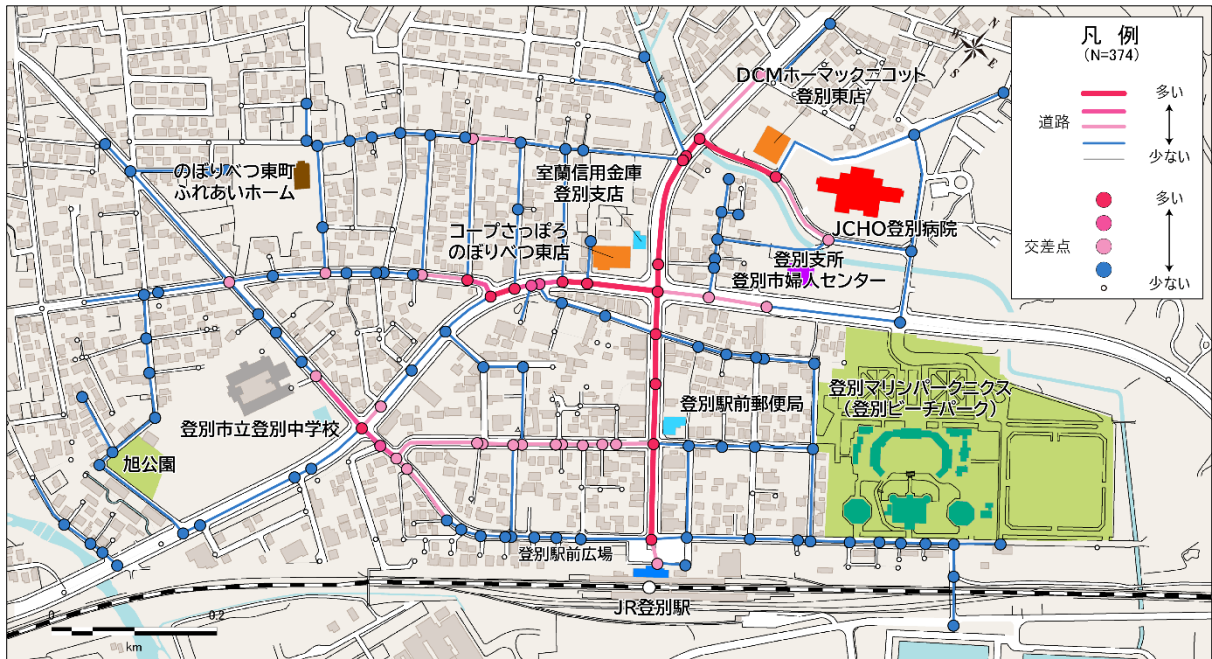 凡 例
(N=374)
多い
道路
少ない
多い
交差点
少ない
N
W
E
S
DCMホーマックニコット
登別東店
のぼりべつ東町
ふれあいホーム
室蘭信用金庫
登別支店
コープさっぽろ
のぼりべつ東店
JCHO登別病院
登別支所
登別市婦人センター
登別マリンパークニクス
(登別ビーチパーク)
登別駅前郵便局
登別市立登別中学校
旭公園
登別駅前広場
JR登別駅
0
0.2
km